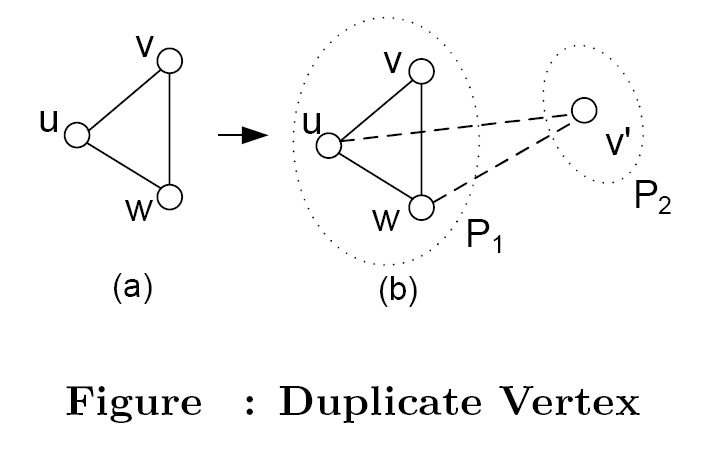 v
u
w
(a)
v
u
w
P1
v'
P2
(b)
Figure : Duplicate Vertex